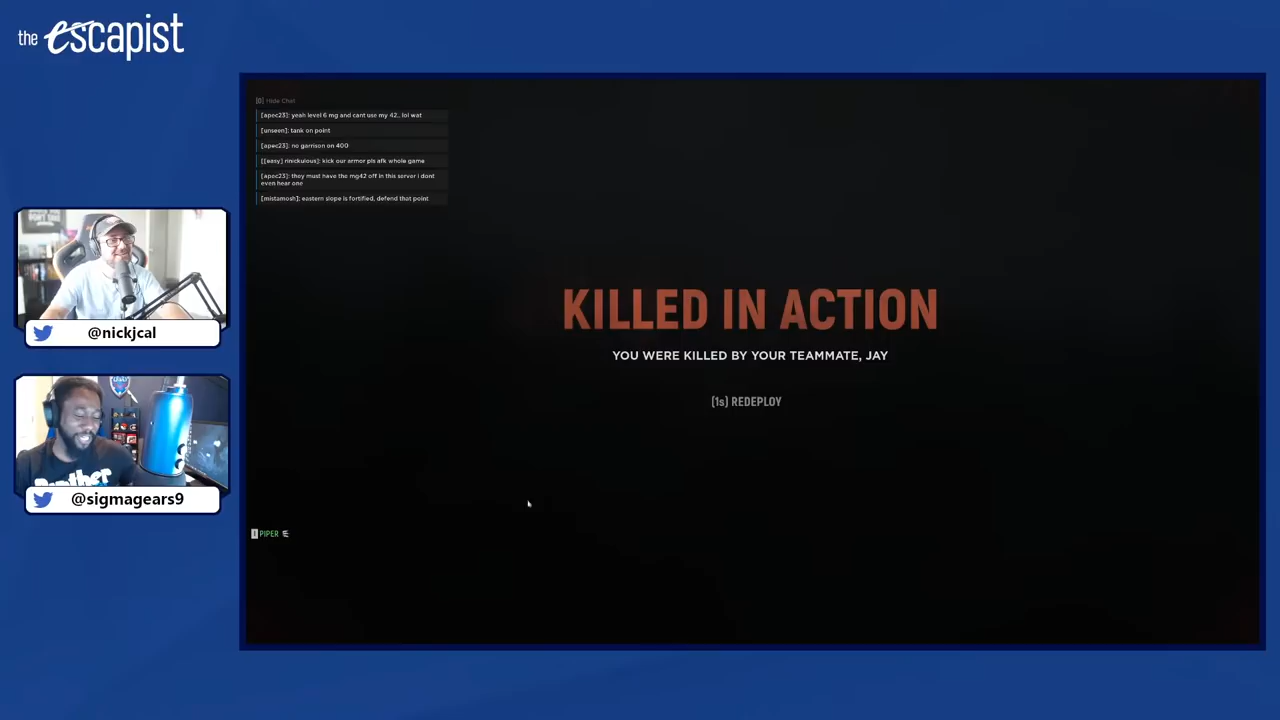 the escapist
[O] Hide Chat
[apoc23]: yeah level 6 mg and cant use my 42.. lol wat
[unseen]: tank on point
[apoc23]: no garrison on 400
[[easy] rinickulous]: kick our armor pls afk whole game
[apoc23]: they must have the mg42 off in this server i dont
even hear one
[mistamosh]: eastern slope is fortified, defend that point
KILLED IN ACTION
YOU WERE KILLED BY YOUR TEAMMATE, JAY
[1s] REDEPLOY
@nickjcal
@sigmagears9
PIPER